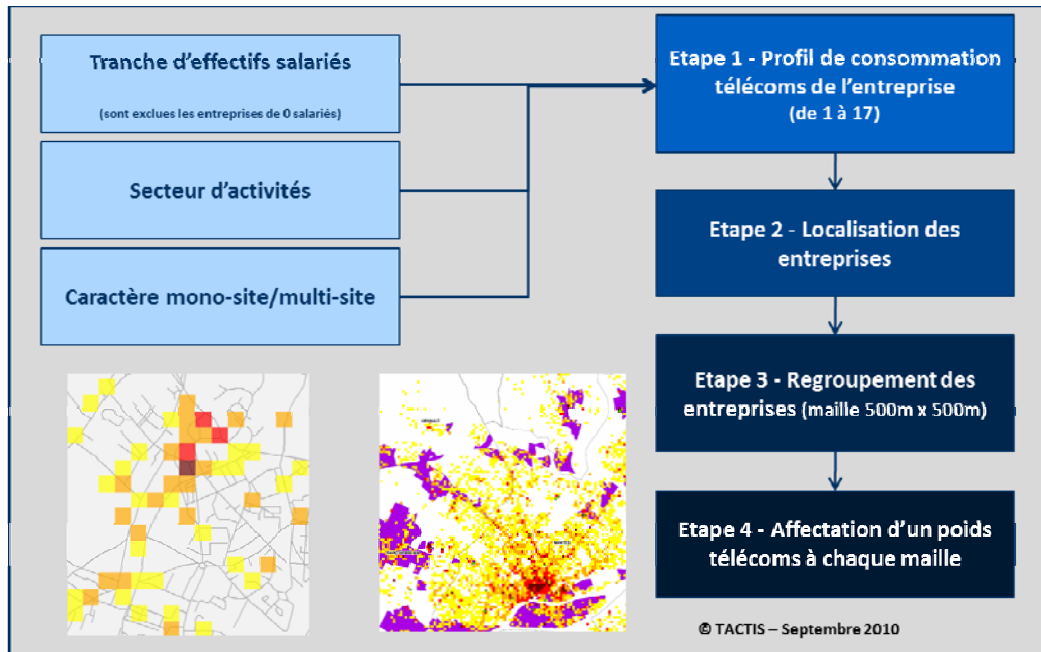 Tranche d'effectifs salariés
(sont exclues les entreprises de 0 salariés)
Secteur d'activités
Caractère mono-site/multi-site
Etape 1 - Profil de consommation
télécoms de l'entreprise
(de 1 à 17)
Etape 2 - Localisation des
entreprises
Etape 3 - Regroupement des
entreprises (maille 500m x 500m)
Etape 4 - Affectation d'un poids
télécoms à chaque maille
© TACTIS – Septembre 2010